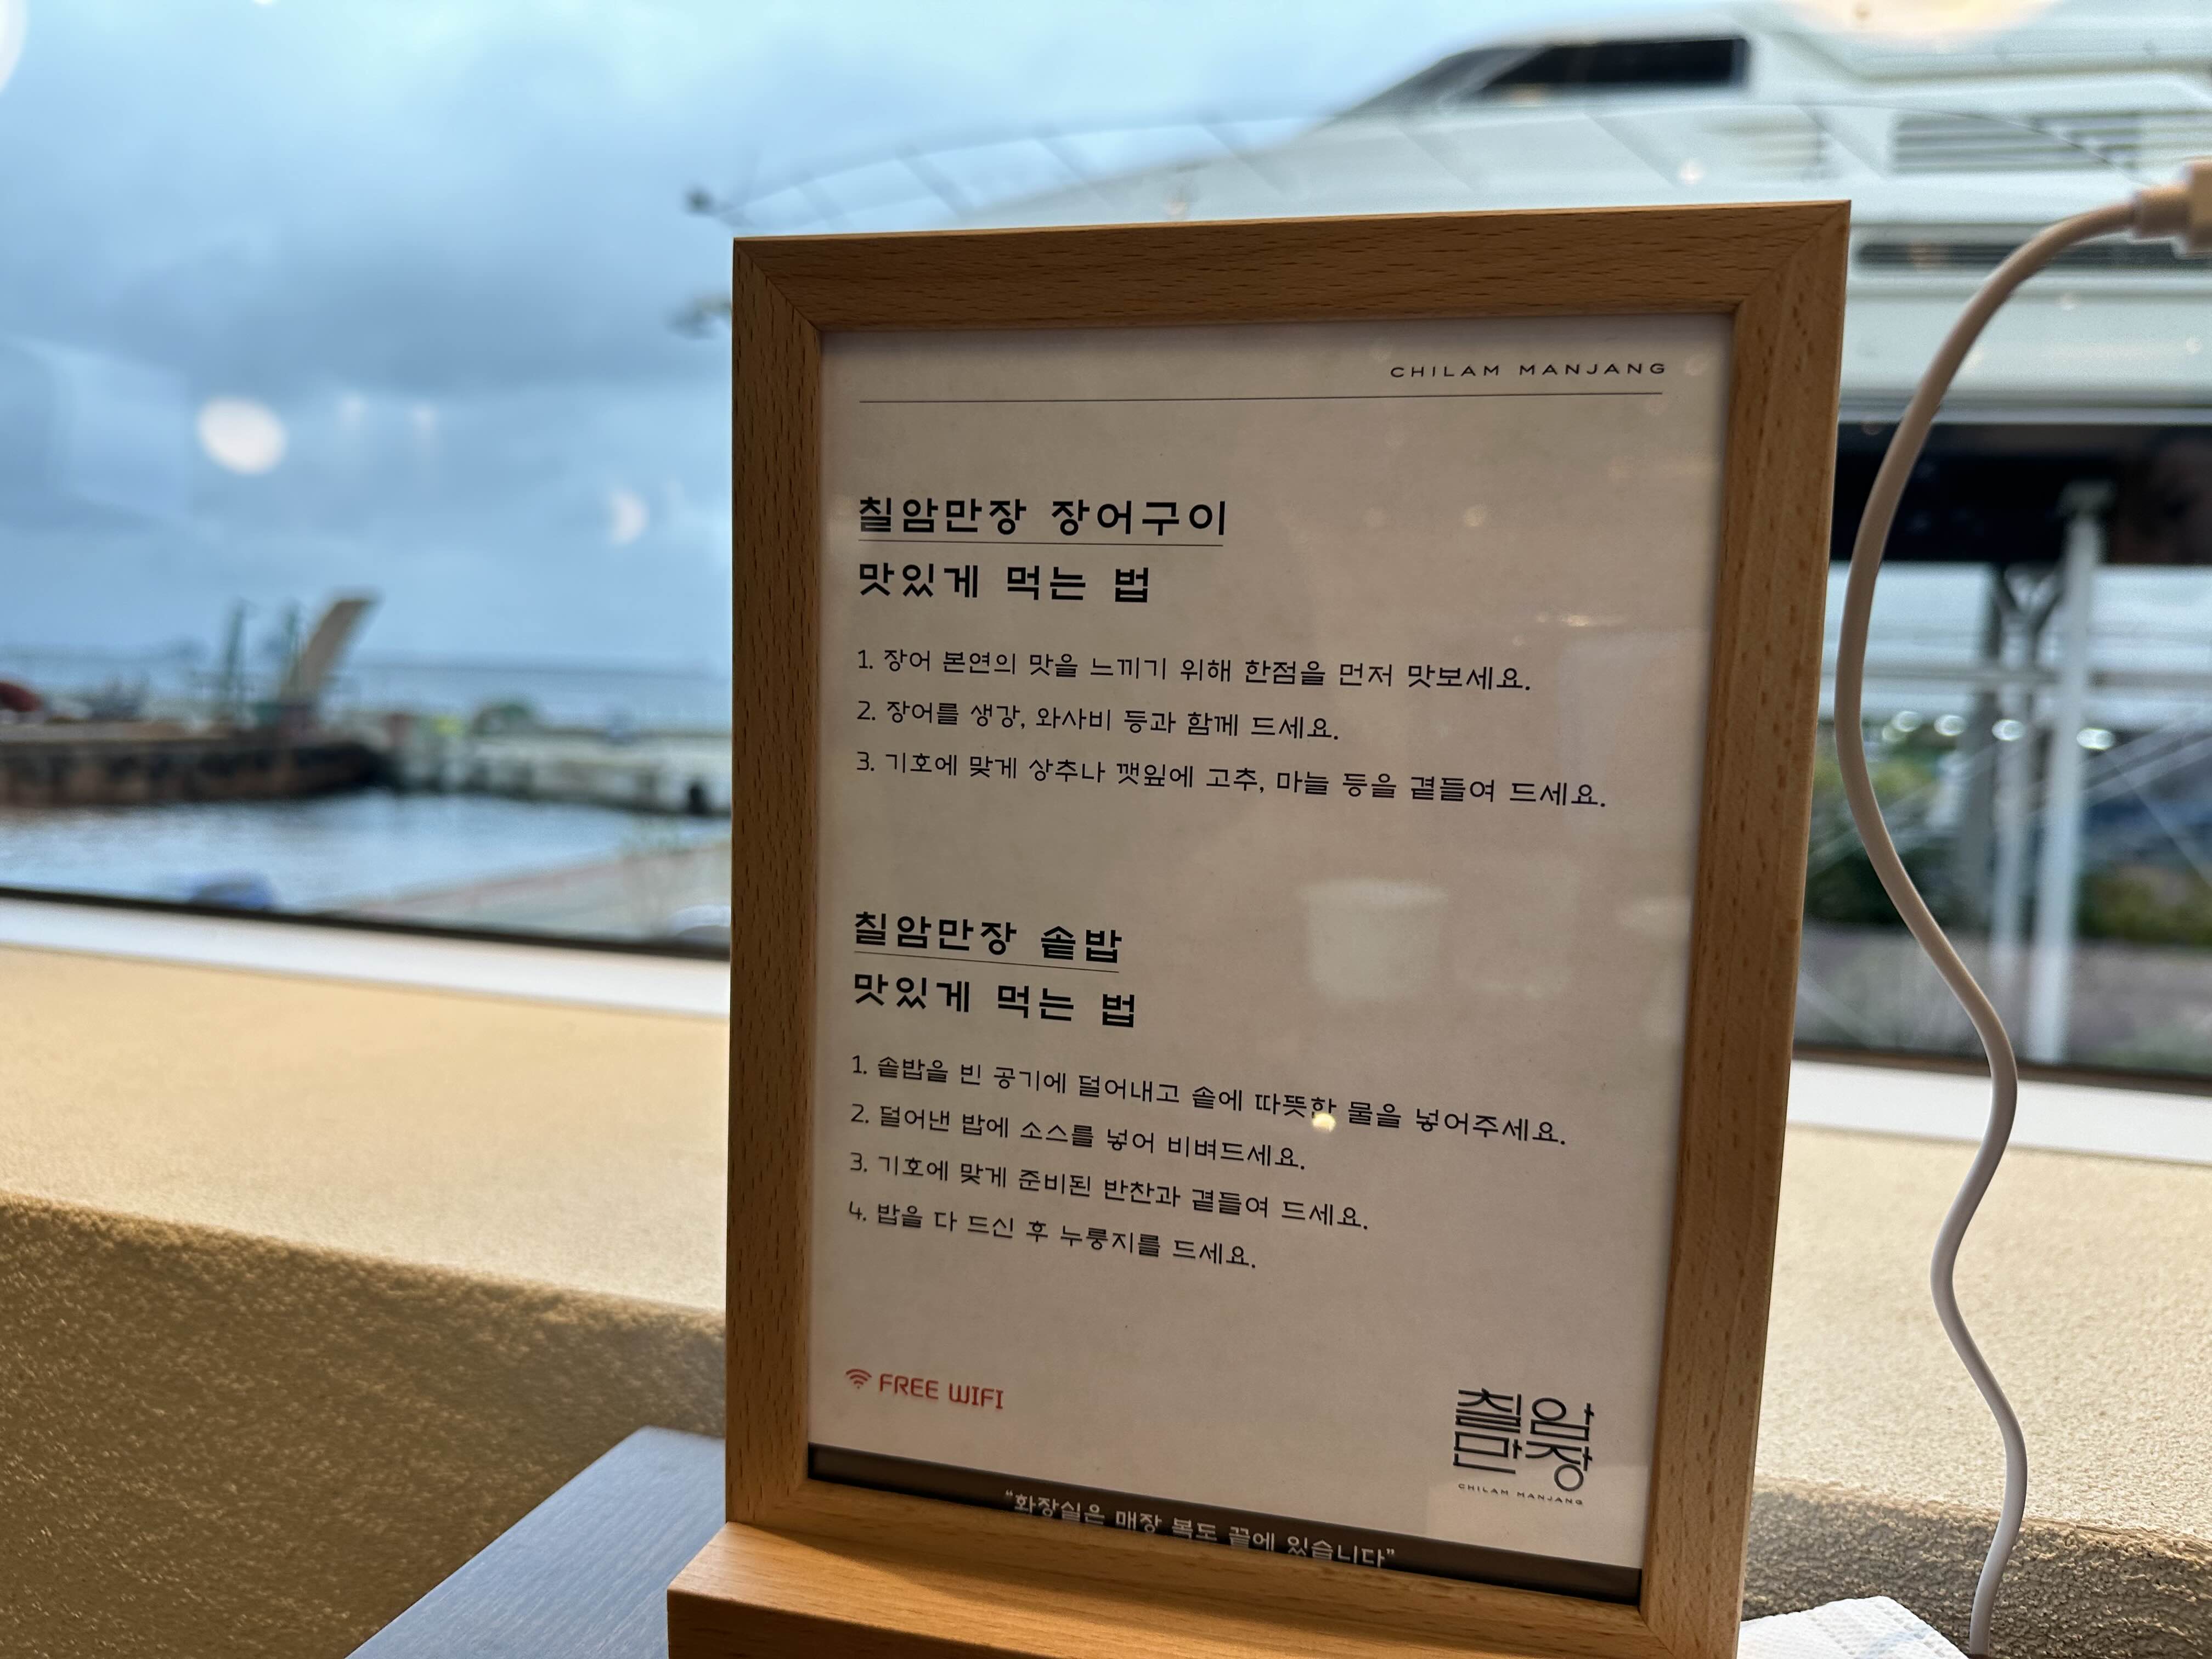 CHILAM MANJANG
칠암만장 장어구이
맛있게 먹는 법
1. 장어 본연의 맛을 느끼기 위해 한점을 먼저 맛보세요.
2. 장어를 생강, 와사비 등과 함께 드세요.
3. 기호에 맞게 상추나 깻잎에 고추, 마늘 등을 곁들여 드세요.
칠암만장 솥밥
맛있게 먹는 법
1. 솥밥을 빈 공기에 덜어내고 솥에 따뜻한 물을 넣어주세요.
2. 덜어낸 밥에 소스를 넣어 비벼드세요.
3. 기호에 맞게 준비된 반찬과 곁들여 드세요.
4. 밥을 다 드신 후 누룽지를 드세요.
FREE WIFI
칠암
만장
CHILAM MANJANG
“화장실은 매장 복도 끝에 있습니다”